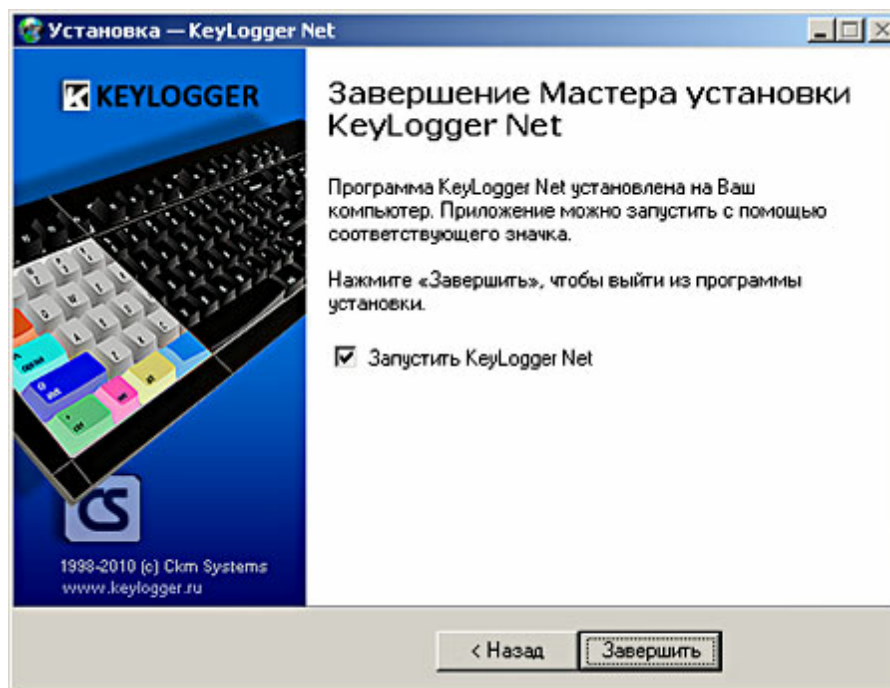 Установка — KeyLogger Net
KEYLOGGER
Завершение Мастера установки
KeyLogger Net
Программа KeyLogger Net установлена на Ваш
компьютер. Приложение можно запустить с помощью
соответствующего значка.
Нажмите «Завершить», чтобы выйти из программы
установки.
Запустить KeyLogger Net
CS
1998-2010 (c) Ckm Systems
www.keylogger.ru
< Назад
Завершить